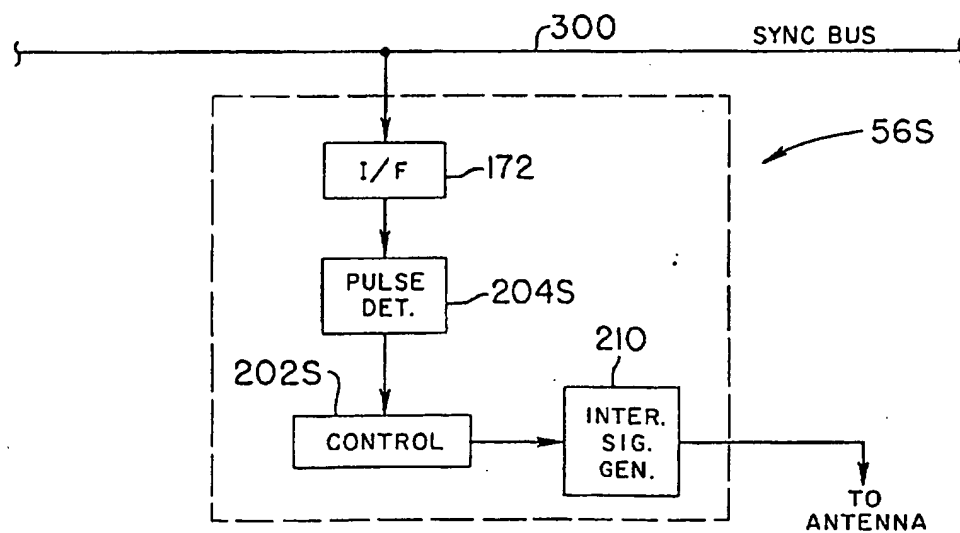 300
SYNC BUS
56S
I/F
172
PULSE
DET.
204S
210
202S
CONTROL
INTER.
SIG.
GEN.
TO
ANTENNA